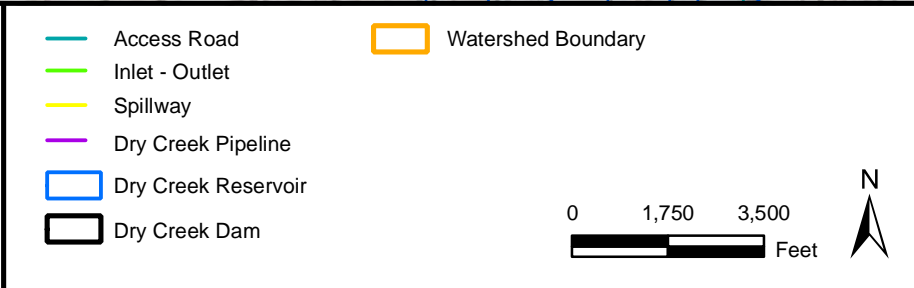 Access Road
Inlet - Outlet
Spillway
Dry Creek Pipeline
Dry Creek Reservoir
Dry Creek Dam
Watershed Boundary
0 1,750 3,500
Feet
N